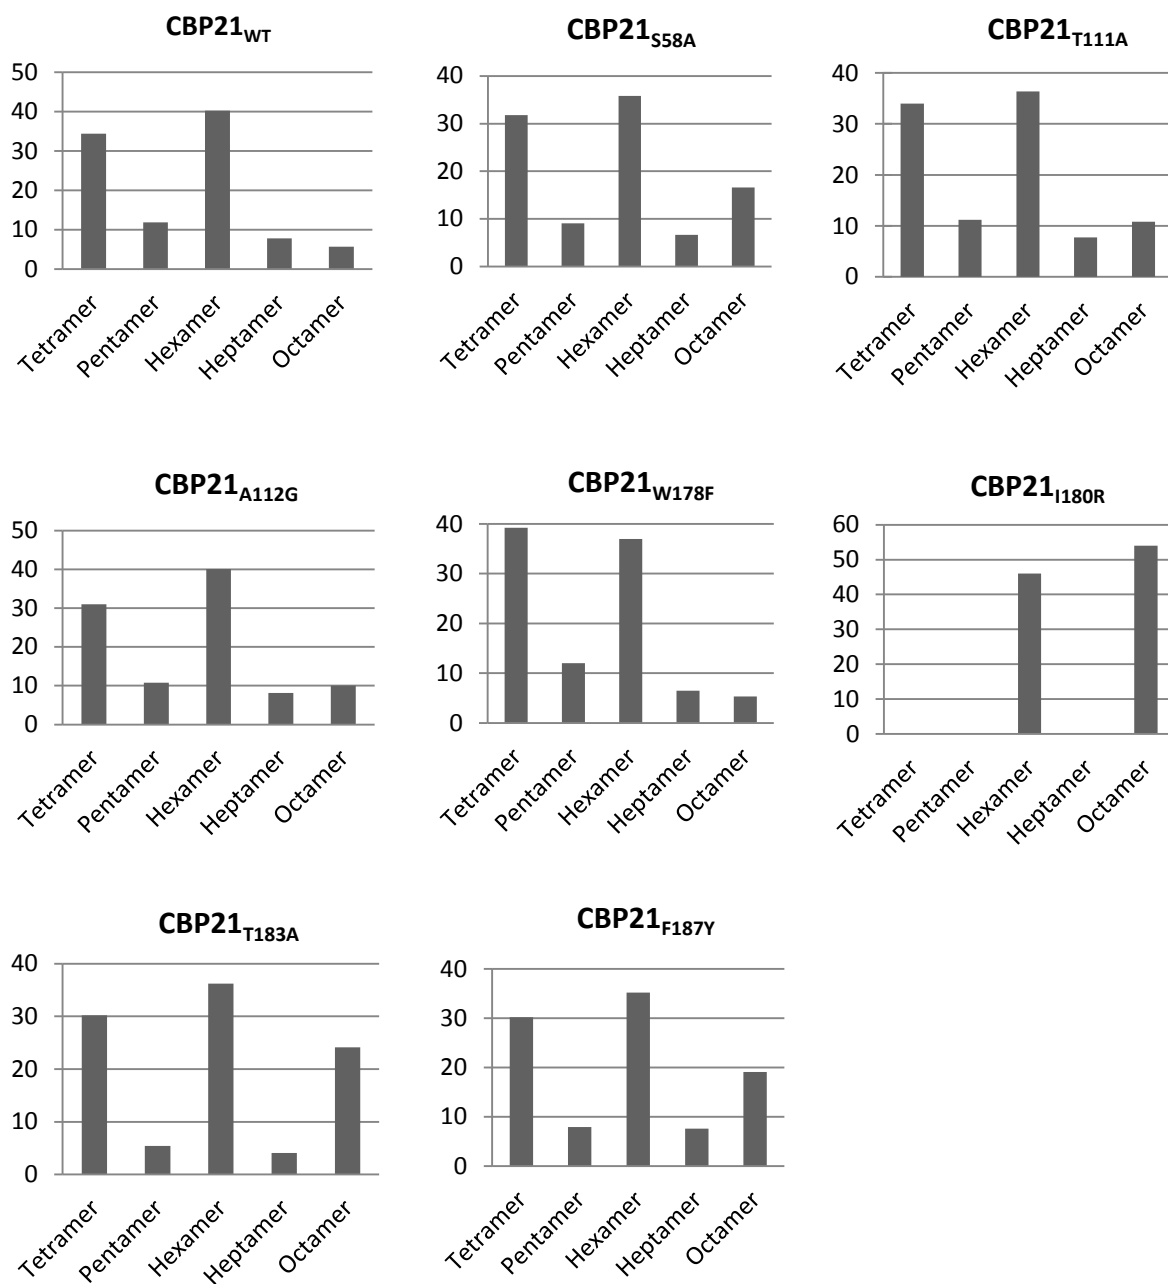 CBP21WT
50
40
30
20
10
0
Tetramer
Pentamer
Hexamer
Heptamer
Octamer
CBP21S58A
40
30
20
10
0
Tetramer
Pentamer
Hexamer
Heptamer
Octamer
CBP21T111A
40
30
20
10
0
Tetramer
Pentamer
Hexamer
Heptamer
Octamer
CBP21A112G
50
40
30
20
10
0
Tetramer
Pentamer
Hexamer
Heptamer
Octamer
CBP21W178F
40
30
20
10
0
Tetramer
Pentamer
Hexamer
Heptamer
Octamer
CBP21I180R
60
50
40
30
20
10
0
Tetramer
Pentamer
Hexamer
Heptamer
Octamer
CBP21T183A
40
30
20
10
0
Tetramer
Pentamer
Hexamer
Heptamer
Octamer
CBP21F187Y
40
30
20
10
0
Tetramer
Pentamer
Hexamer
Heptamer
Octamer